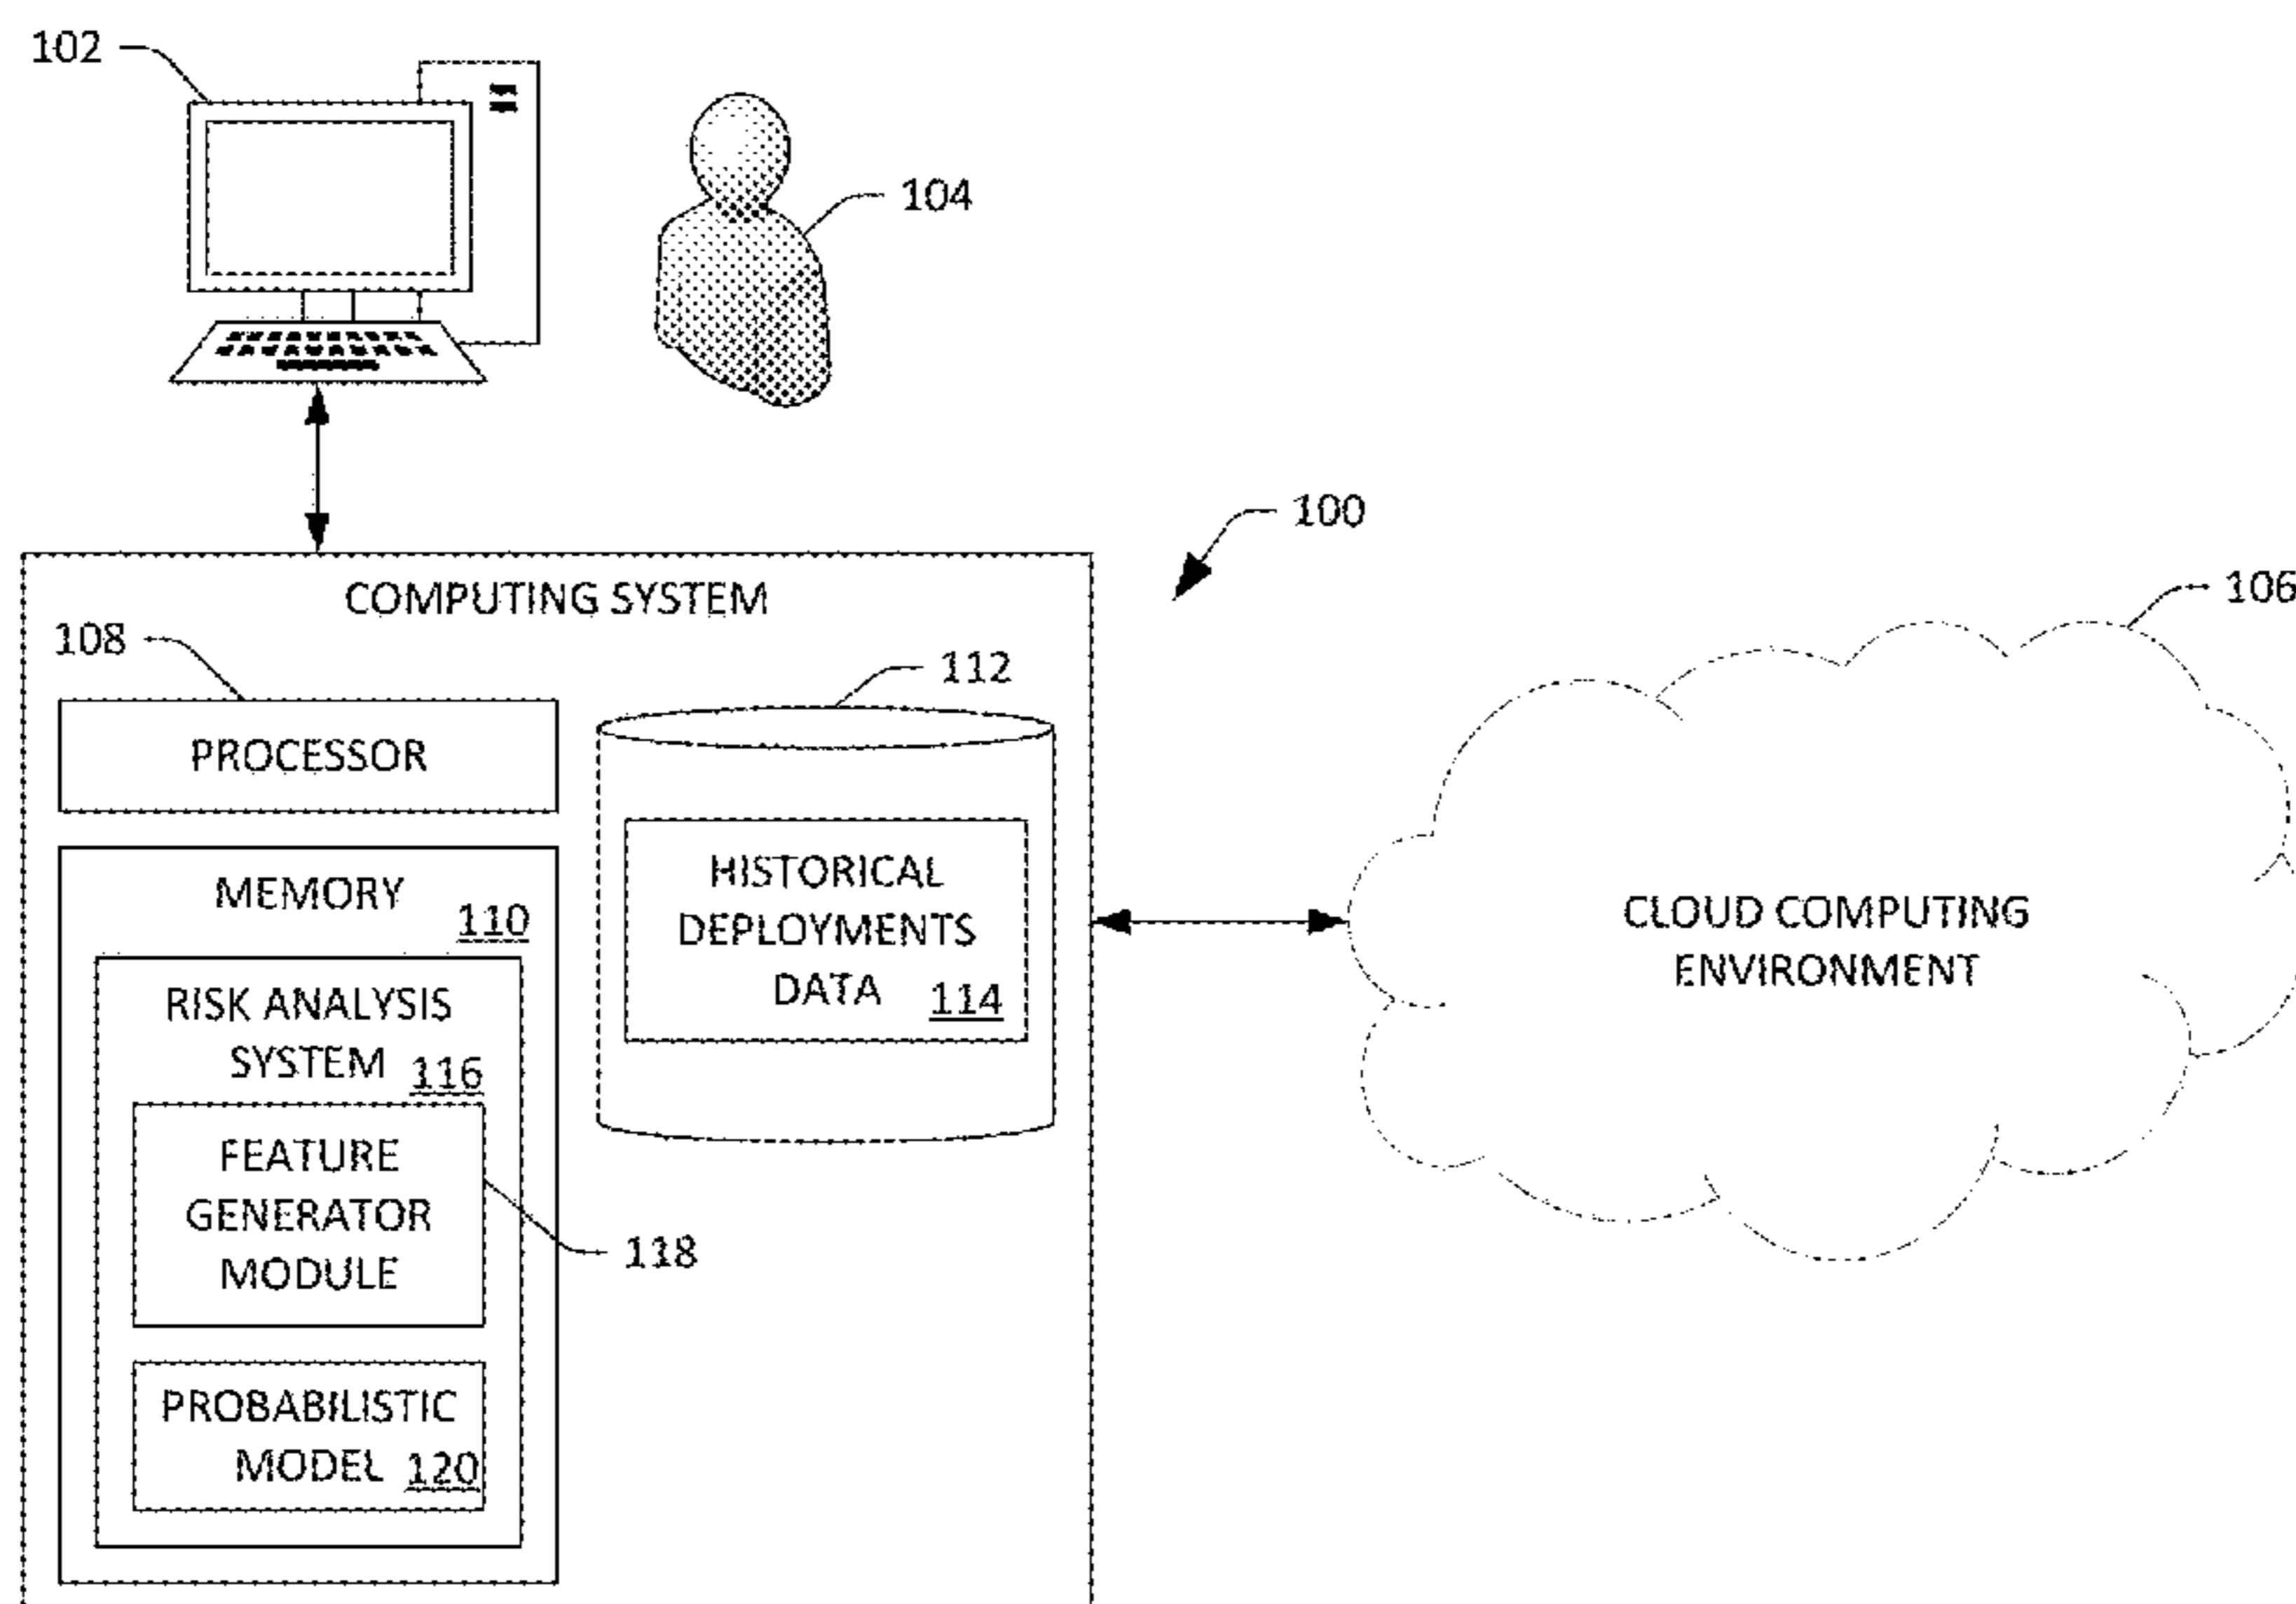 102
104
100
COMPUTING SYSTEM
106
108
112
PROCESSOR
HISTORICAL
DEPLOYMENTS
DATA 114
MEMORY
110
CLOUD COMPUTING
ENVIRONMENT
RISK ANALYSIS
SYSTEM 116
FEATURE
GENERATOR
MODULE
118
PROBABILISTIC
MODEL 120